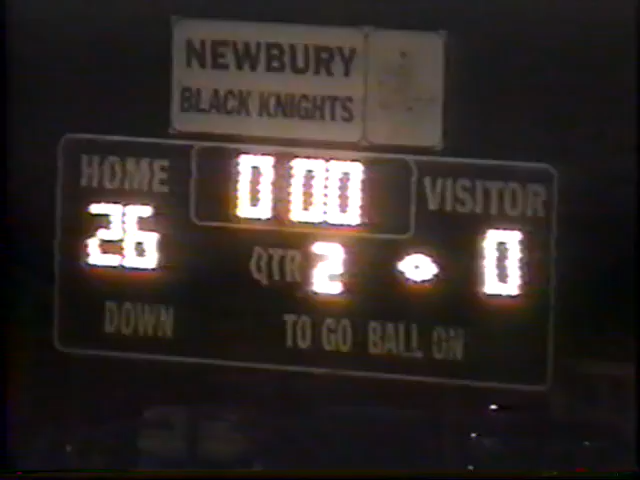 NEWBURY
BLACK KNIGHTS
HOME 0 00 VISITOR
26 QTR 2 0
DOWN TO GO BALL ON